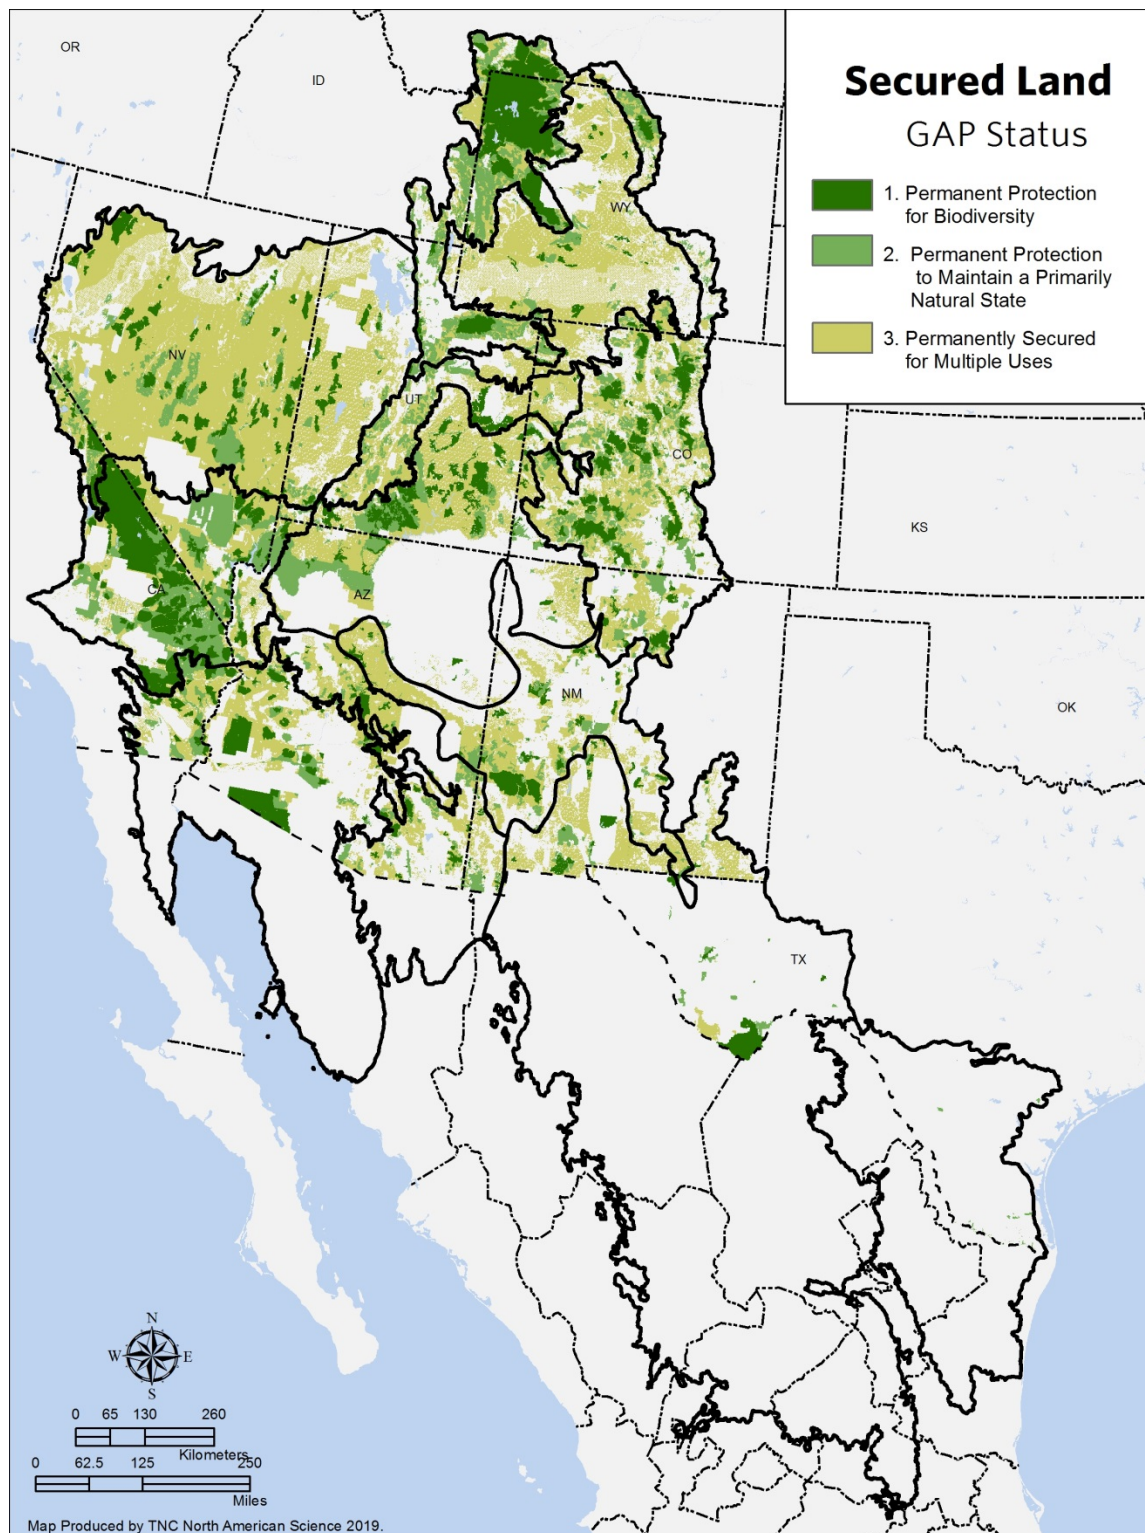 Secured Land
GAP Status
1. Permanent Protection
for Biodiversity
2. Permanent Protection
to Maintain a Primarily
Natural State
3. Permanently Secured
for Multiple Uses
OR
ID
WY
NV
UT
CO
KS
CA
AZ
NM
OK
TX
N
W E
S
0 65 130 260
Kilometers
0 62.5 125 250
Miles
Map Produced by TNC North American Science 2019.